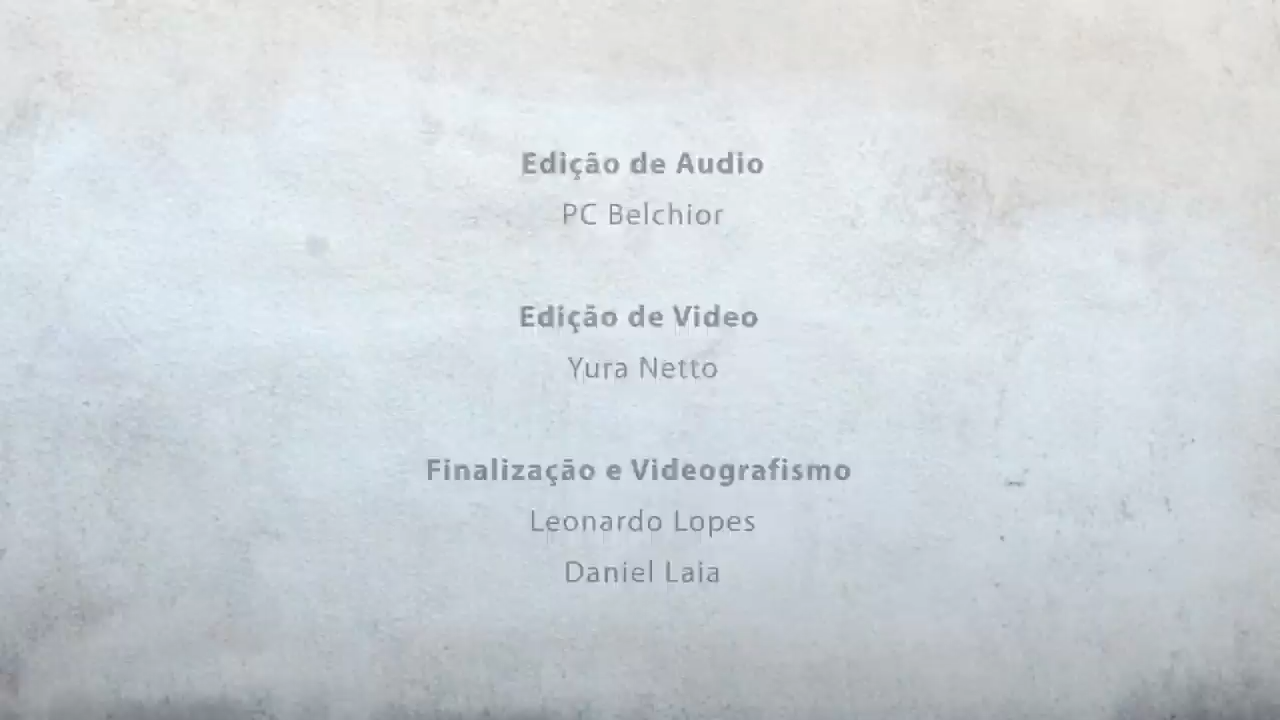 Edição de Audio
PC Belchior
Edição de Video
Yura Netto
Finalização e Videografismo
Leonardo Lopes
Daniel Laia